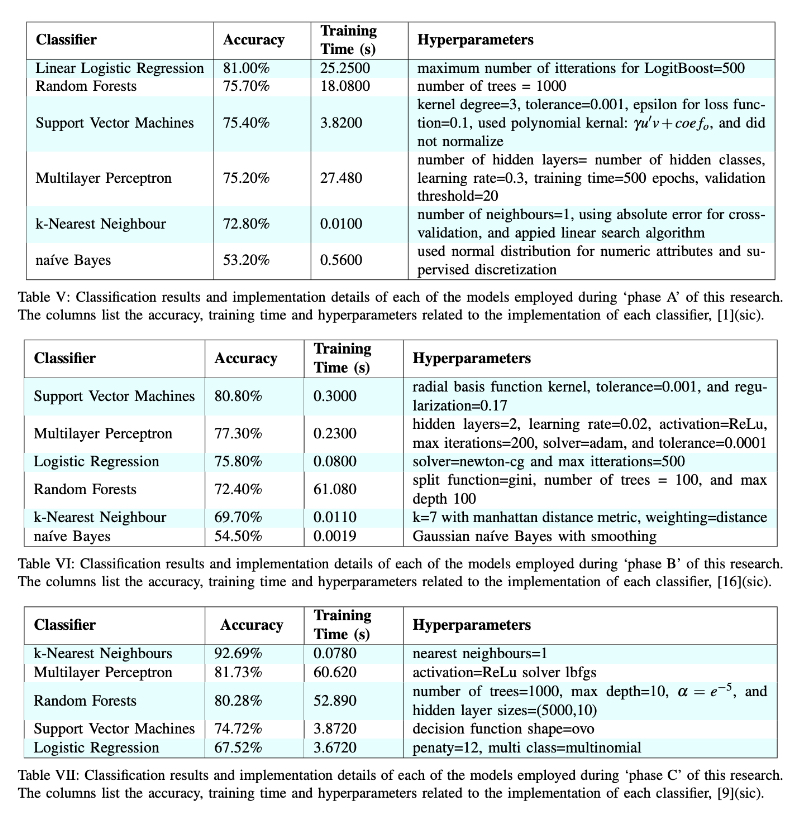 Classifier Accuracy Training Time (s) Hyperparameters
Linear Logistic Regression 81.00% 25.2500 maximum number of itterations for LogitBoost=500
Random Forests 75.70% 18.0800 number of trees = 1000
Support Vector Machines 75.40% 3.8200 kernel degree=3, tolerance=0.001, epsilon for loss func-
tion=0.1, used polynomial kernal: γu′v+coef₀, and did
not normalize
Multilayer Perceptron 75.20% 27.480 number of hidden layers= number of hidden classes,
learning rate=0.3, training time=500 epochs, validation
threshold=20
k-Nearest Neighbour 72.80% 0.0100 number of neighbours=1, using absolute error for cross-
validation, and appied linear search algorithm
naíve Bayes 53.20% 0.5600 used normal distribution for numeric attributes and su-
pervised discretization
Table V: Classification results and implementation details of each of the models employed during ‘phase A’ of this research.
The columns list the accuracy, training time and hyperparameters related to the implementation of each classifier, [1](sic).
Classifier Accuracy Training Time (s) Hyperparameters
Support Vector Machines 80.80% 0.3000 radial basis function kernel, tolerance=0.001, and regu-
larization=0.17
Multilayer Perceptron 77.30% 0.2300 hidden layers=2, learning rate=0.02, activation=ReLu,
max iterations=200, solver=adam, and tolerance=0.0001
Logistic Regression 75.80% 0.0800 solver=newton-cg and max itterations=500
Random Forests 72.40% 61.080 split function=gini, number of trees = 100, and max
depth 100
k-Nearest Neighbour 69.70% 0.0110 k=7 with manhattan distance metric, weighting=distance
naíve Bayes 54.50% 0.0019 Gaussian naíve Bayes with smoothing
Table VI: Classification results and implementation details of each of the models employed during ‘phase B’ of this research.
The columns list the accuracy, training time and hyperparameters related to the implementation of each classifier, [16](sic).
Classifier Accuracy Training Time (s) Hyperparameters
k-Nearest Neighbours 92.69% 0.0780 nearest neighbours=1
Multilayer Perceptron 81.73% 60.620 activation=ReLu solver lbfgs
Random Forests 80.28% 52.890 number of trees=1000, max depth=10, α = e⁻⁵, and
hidden layer sizes=(5000,10)
Support Vector Machines 74.72% 3.8720 decision function shape=ovo
Logistic Regression 67.52% 3.6720 penaty=12, multi class=multinomial
Table VII: Classification results and implementation details of each of the models employed during ‘phase C’ of this research.
The columns list the accuracy, training time and hyperparameters related to the implementation of each classifier, [9](sic).